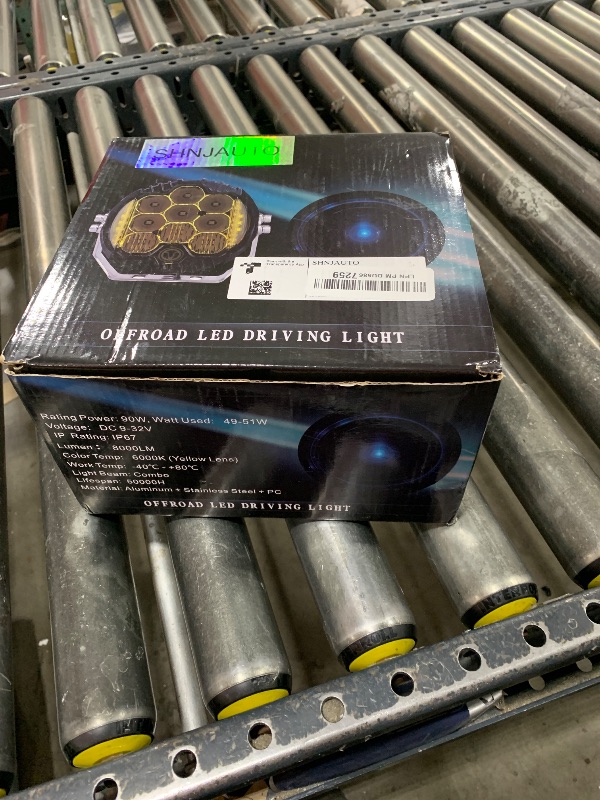 SHNJAUTO
SHNJAUTO
7259
OFFROAD LED DRIVING LIGHT
Rating Power: 90W, Watt Used: 49-51W
Voltage: DC 9-32V
IP Rating: IP67
Lumen: 8000LM
Color Temp: 6000K (Yellow Lens)
Work Temp: -40℃ - +80℃
Light Beam: Combo
Lifespan: 50000H
Material: Aluminum + Stainless Steel + PC
OFFROAD LED DRIVING LIGHT